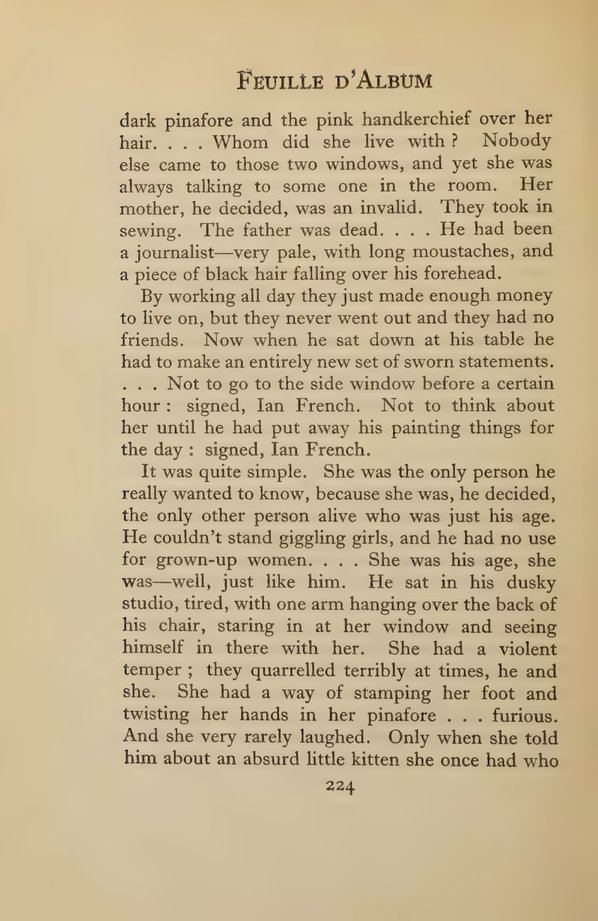 FEUILLE D'ALBUM
dark pinafore and the pink handkerchief over her
hair. . . . Whom did she live with ? Nobody
else came to those two windows, and yet she was
always talking to some one in the room. Her
mother, he decided, was an invalid. They took in
sewing. The father was dead. . . . He had been
a journalist—very pale, with long moustaches, and
a piece of black hair falling over his forehead.
By working all day they just made enough money
to live on, but they never went out and they had no
friends. Now when he sat down at his table he
had to make an entirely new set of sworn statements.
. . . Not to go to the side window before a certain
hour : signed, Ian French. Not to think about
her until he had put away his painting things for
the day : signed, Ian French.
It was quite simple. She was the only person he
really wanted to know, because she was, he decided,
the only other person alive who was just his age.
He couldn't stand giggling girls, and he had no use
for grown-up women. . . . She was his age, she
was—well, just like him. He sat in his dusky
studio, tired, with one arm hanging over the back of
his chair, staring in at her window and seeing
himself in there with her. She had a violent
temper ; they quarrelled terribly at times, he and
she. She had a way of stamping her foot and
twisting her hands in her pinafore . . . furious.
And she very rarely laughed. Only when she told
him about an absurd little kitten she once had who
224